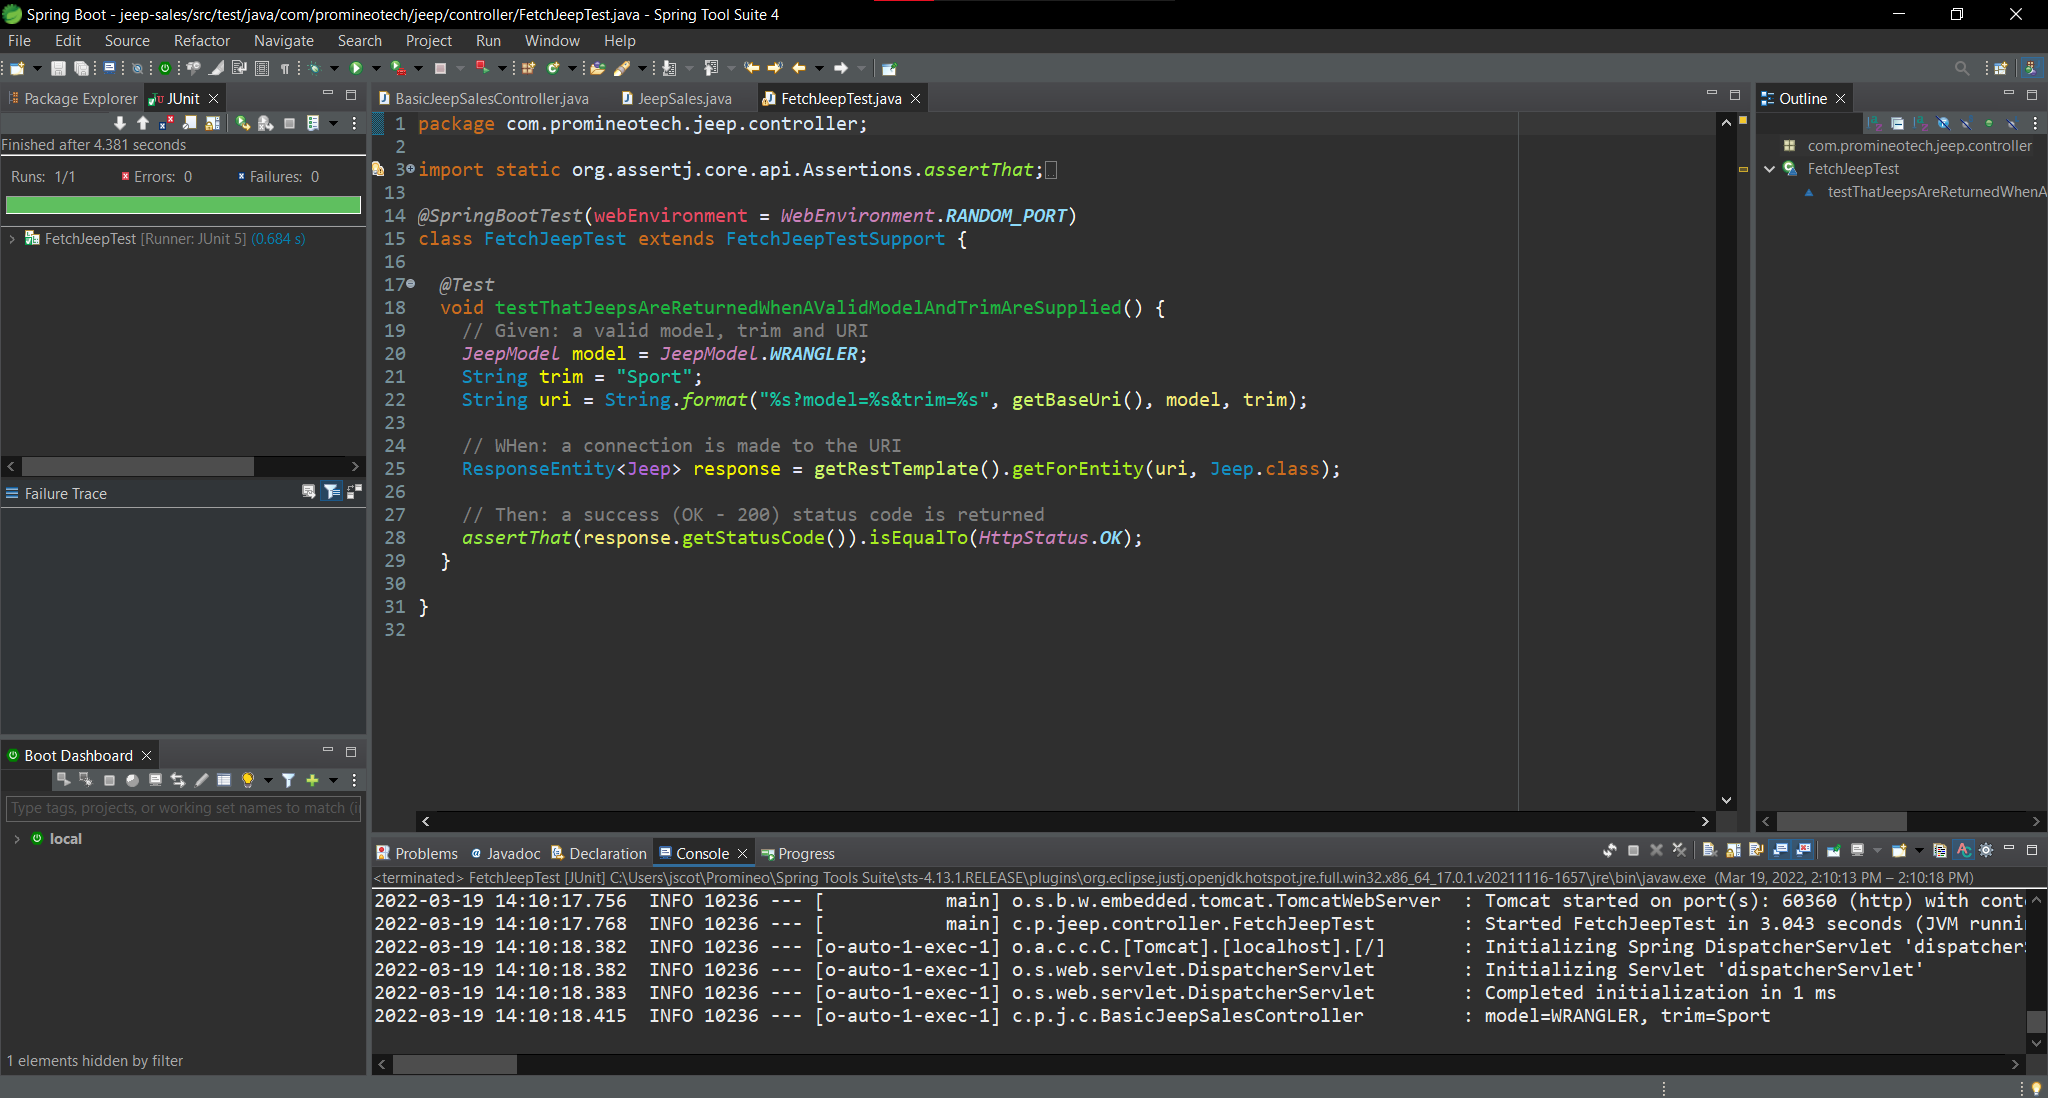 Spring Boot - jeep-sales/src/test/java/com/promineotech/jeep/controller/FetchJeepTest.java - Spring Tool Suite 4
File Edit Source Refactor Navigate Search Project Run Window Help
Package Explorer JUnit
Finished after 4.381 seconds
Runs: 1/1 Errors: 0 Failures: 0
FetchJeepTest [Runner: JUnit 5] (0.684 s)
Failure Trace
Boot Dashboard
Type tags, projects, or working set names to match (i
local
1 elements hidden by filter
BasicJeepSalesController.java JeepSales.java FetchJeepTest.java
1 package com.promineotech.jeep.controller;
2
3 import static org.assertj.core.api.Assertions.assertThat;
13
14 @SpringBootTest(webEnvironment = WebEnvironment.RANDOM_PORT)
15 class FetchJeepTest extends FetchJeepTestSupport {
16
17 @Test
18 void testThatJeepsAreReturnedWhenAValidModelAndTrimAreSupplied() {
19 // Given: a valid model, trim and URI
20 JeepModel model = JeepModel.WRANGLER;
21 String trim = "Sport";
22 String uri = String.format("%s?model=%s&trim=%s", getBaseUri(), model, trim);
23
24 // WHen: a connection is made to the URI
25 ResponseEntity<Jeep> response = getRestTemplate().getForEntity(uri, Jeep.class);
26
27 // Then: a success (OK - 200) status code is returned
28 assertThat(response.getStatusCode()).isEqualTo(HttpStatus.OK);
29 }
30
31 }
32
Outline
com.promineotech.jeep.controller
FetchJeepTest
testThatJeepsAreReturnedWhenA
Problems Javadoc Declaration Console Progress
<terminated> FetchJeepTest [JUnit] C:\Users\jscot\Promineo\Spring Tools Suite\sts-4.13.1.RELEASE\plugins\org.eclipse.justj.openjdk.hotspot.jre.full.win32.x86_64_17.0.1.v20211116-1657\jre\bin\javaw.exe (Mar 19, 2022, 2:10:13 PM – 2:10:18 PM)
2022-03-19 14:10:17.756 INFO 10236 --- [ main] o.s.b.w.embedded.tomcat.TomcatWebServer : Tomcat started on port(s): 60360 (http) with cont
2022-03-19 14:10:17.768 INFO 10236 --- [ main] c.p.jeep.controller.FetchJeepTest : Started FetchJeepTest in 3.043 seconds (JVM runni
2022-03-19 14:10:18.382 INFO 10236 --- [o-auto-1-exec-1] o.a.c.c.C.[Tomcat].[localhost].[/] : Initializing Spring DispatcherServlet 'dispatcherS
2022-03-19 14:10:18.382 INFO 10236 --- [o-auto-1-exec-1] o.s.web.servlet.DispatcherServlet : Initializing Servlet 'dispatcherServlet'
2022-03-19 14:10:18.383 INFO 10236 --- [o-auto-1-exec-1] o.s.web.servlet.DispatcherServlet : Completed initialization in 1 ms
2022-03-19 14:10:18.415 INFO 10236 --- [o-auto-1-exec-1] c.p.j.c.BasicJeepSalesController : model=WRANGLER, trim=Sport